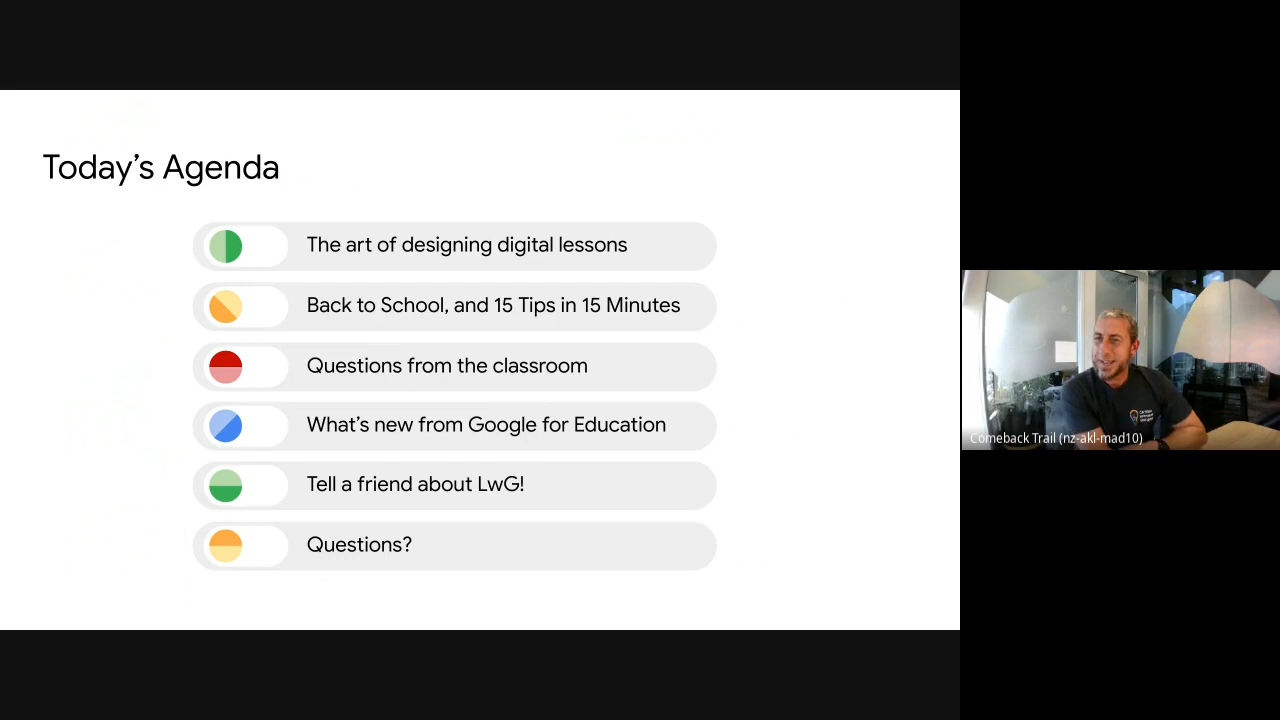 Today’s Agenda
The art of designing digital lessons
Back to School, and 15 Tips in 15 Minutes
Questions from the classroom
What’s new from Google for Education
Tell a friend about LwG!
Questions?
Comeback Trail (nz-akl-mad10)